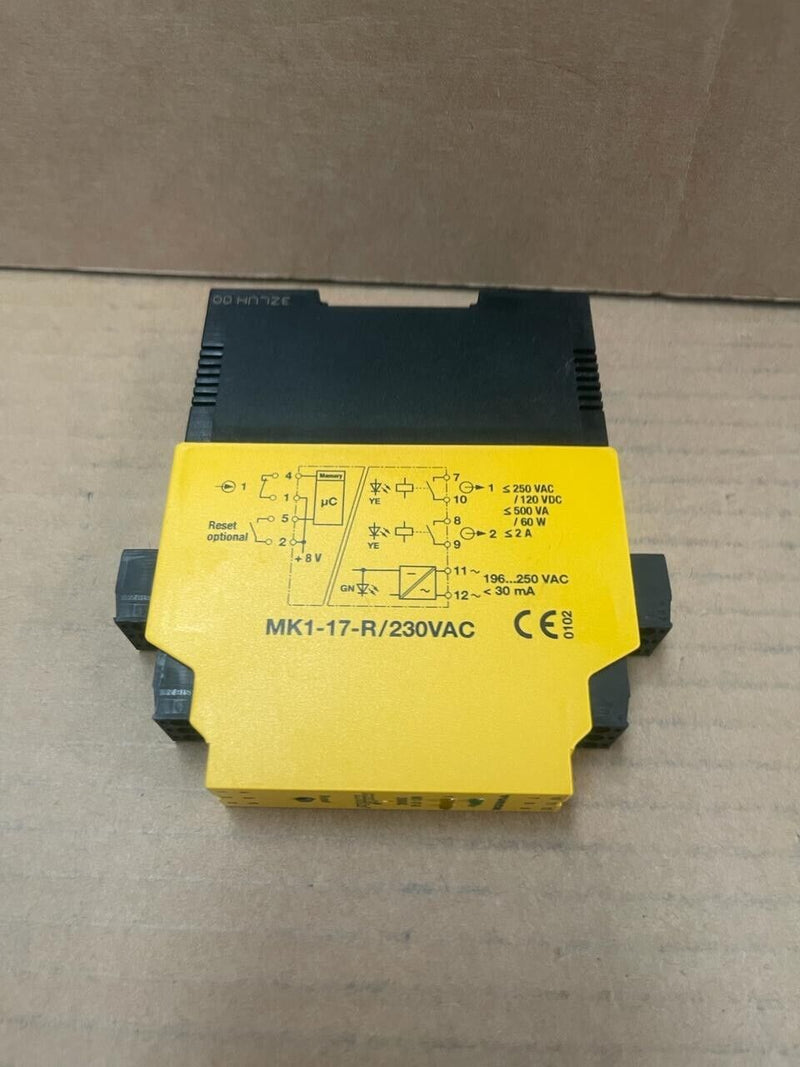 3ZLUH 00
4
Memory
7
1
1
≤ 250 VAC
1
µC
YE
10
/ 120 VDC
5
8
≤ 500 VA
/ 60 W
Reset
optional
2
≤ 2 A
2
YE
9
+ 8 V
11 ~
196...250 VAC
GN
12 ~
< 30 mA
MK1-17-R/230VAC
CE
0102